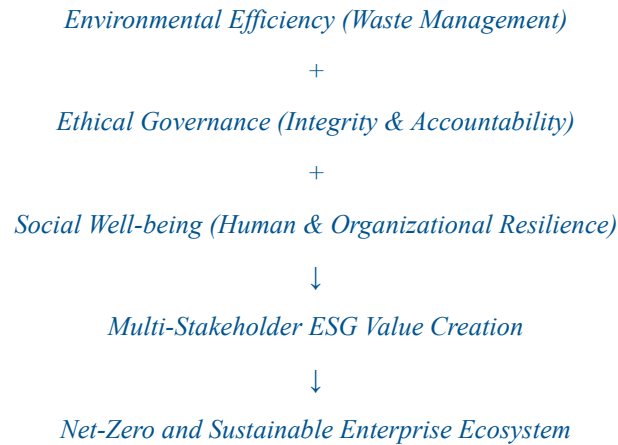 Environmental Efficiency (Waste Management)
+
Ethical Governance (Integrity & Accountability)
+
Social Well-being (Human & Organizational Resilience)
↓
Multi-Stakeholder ESG Value Creation
↓
Net-Zero and Sustainable Enterprise Ecosystem